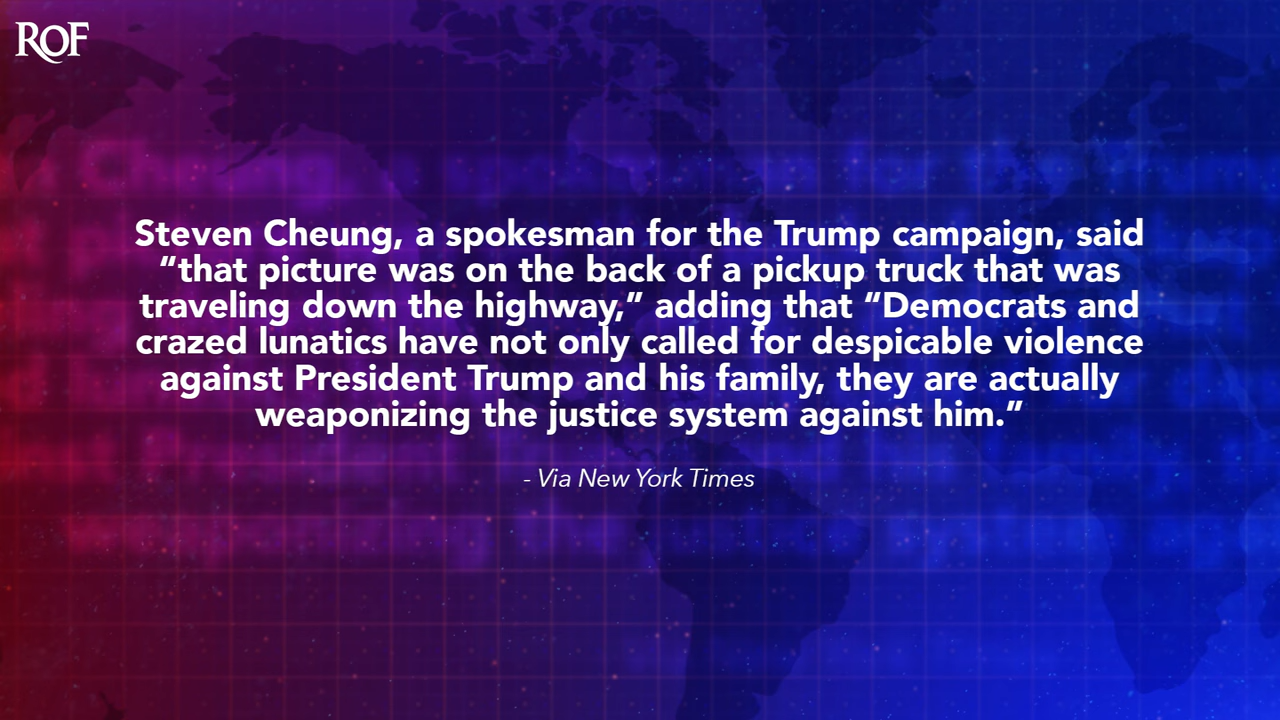 ROF
Steven Cheung, a spokesman for the Trump campaign, said
“that picture was on the back of a pickup truck that was
traveling down the highway,” adding that “Democrats and
crazed lunatics have not only called for despicable violence
against President Trump and his family, they are actually
weaponizing the justice system against him.”
- Via New York Times